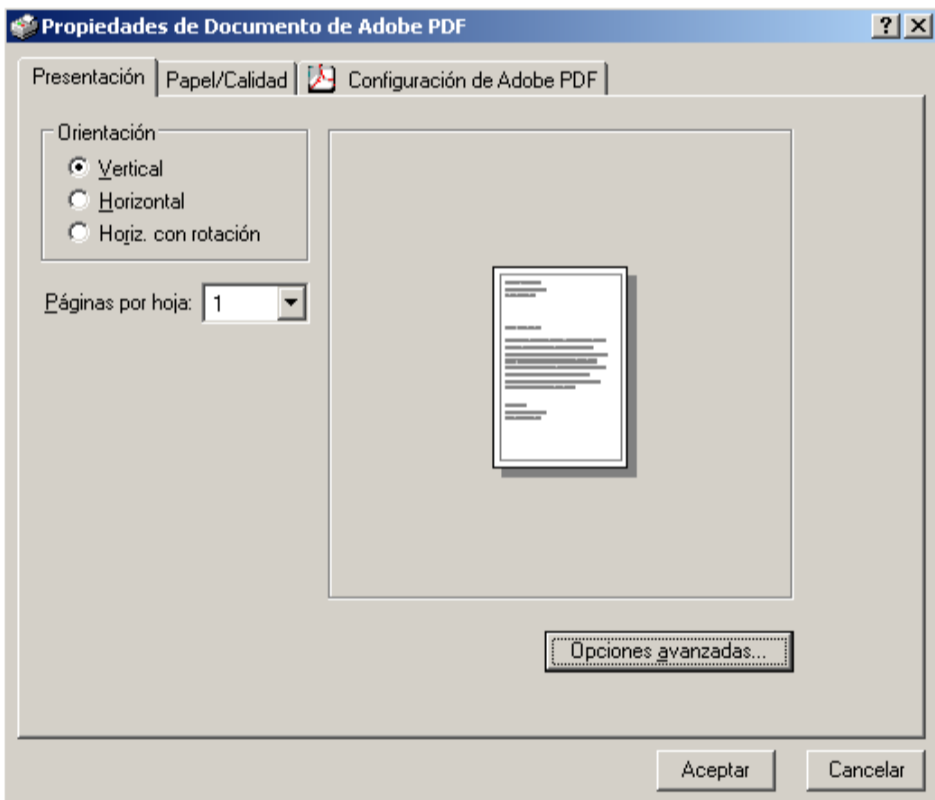 Propiedades de Documento de Adobe PDF
Presentación Papel/Calidad Configuración de Adobe PDF
Orientación
Vertical
Horizontal
Horiz. con rotación
Páginas por hoja: 1
Opciones avanzadas...
Aceptar Cancelar